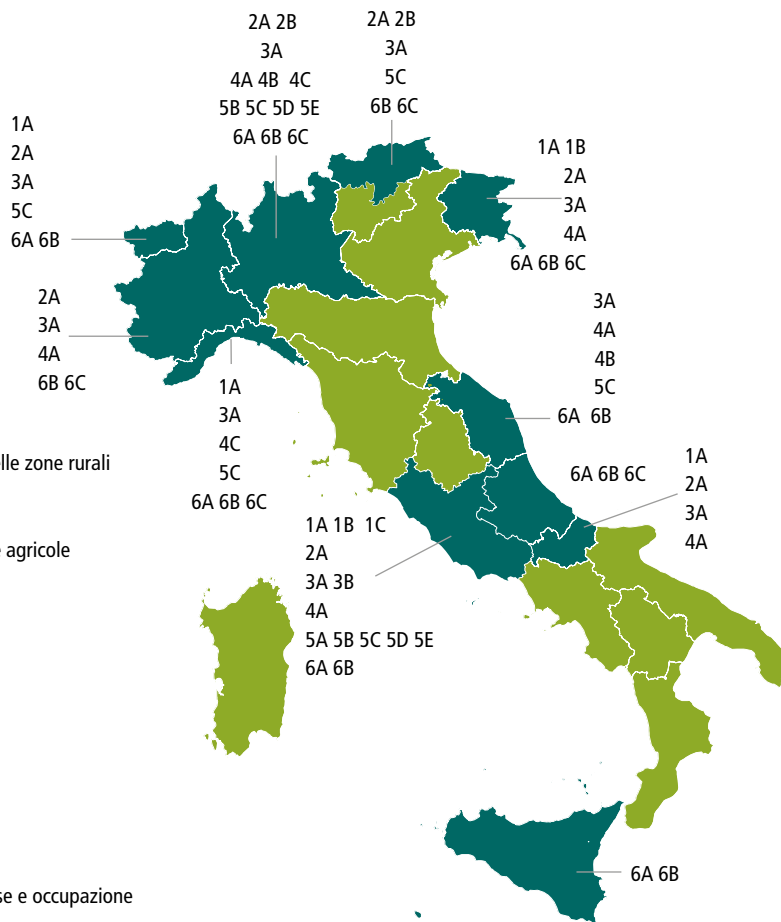 2A 2B
3A
4A 4B 4C
5B 5C 5D 5E
6A 6B 6C
2A 2B
3A
5C
6B 6C
1A
2A
3A
5C
6A 6B
1A 1B
2A
3A
4A
6A 6B 6C
2A
3A
4A
6B 6C
3A
4A
4B
5C
6A 6B
1A
3A
4C
5C
6A 6B 6C
lle zone rurali
6A 6B 6C
1A
2A
3A
4A
1A 1B 1C
2A
3A 3B
4A
5A 5B 5C 5D 5E
6A 6B
e agricole
6A 6B
se e occupazione